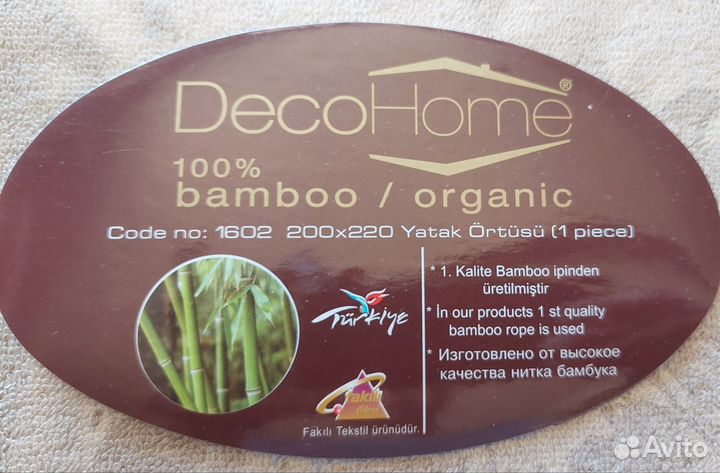 DecoHome®
100%
bamboo / organic
Code no: 1602 200x220 Yatak Örtüsü (1 piece)
* 1. Kalite Bamboo ipinden
üretilmiştir
* İn our products 1 st quality
bamboo rope is used
* Изготовлено от высокое
качества нитка бамбука
Türkiye
Fakılı
Clasi
Fakılı Tekstil ürünüdür.
Avito